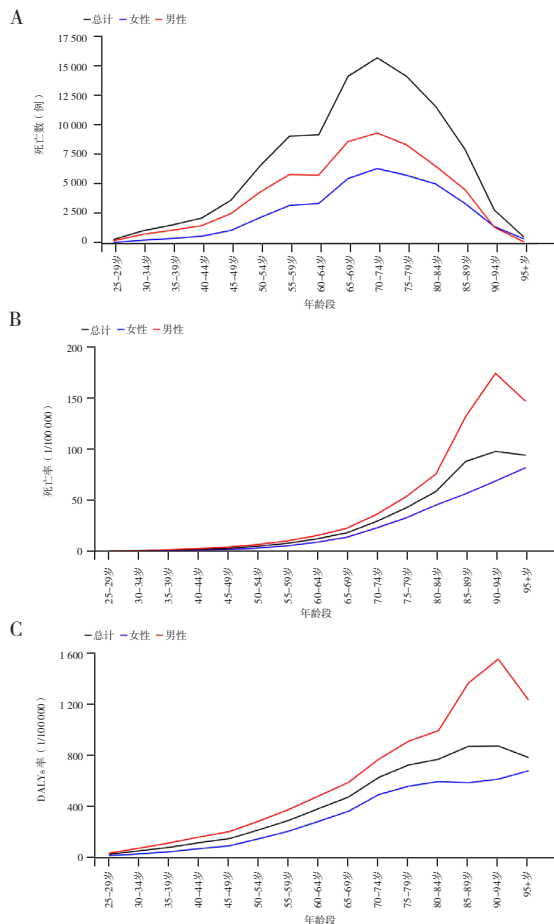 A
总计 女性 男性
17 500
15 000
12 500
10 000
7 500
5 000
2 500
0
死亡数（例）
25~29岁
30~34岁
35~39岁
40~44岁
45~49岁
50~54岁
55~59岁
60~64岁
65~69岁
70~74岁
75~79岁
80~84岁
85~89岁
90~94岁
95+岁
年龄段
B
总计 女性 男性
200
150
100
50
0
死亡率（1/100 000）
25~29岁
30~34岁
35~39岁
40~44岁
45~49岁
50~54岁
55~59岁
60~64岁
65~69岁
70~74岁
75~79岁
80~84岁
85~89岁
90~94岁
95+岁
年龄段
C
总计 女性 男性
1 600
1 200
800
400
0
DALYs率（1/100 000）
25~29岁
30~34岁
35~39岁
40~44岁
45~49岁
50~54岁
55~59岁
60~64岁
65~69岁
70~74岁
75~79岁
80~84岁
85~89岁
90~94岁
95+岁
年龄段